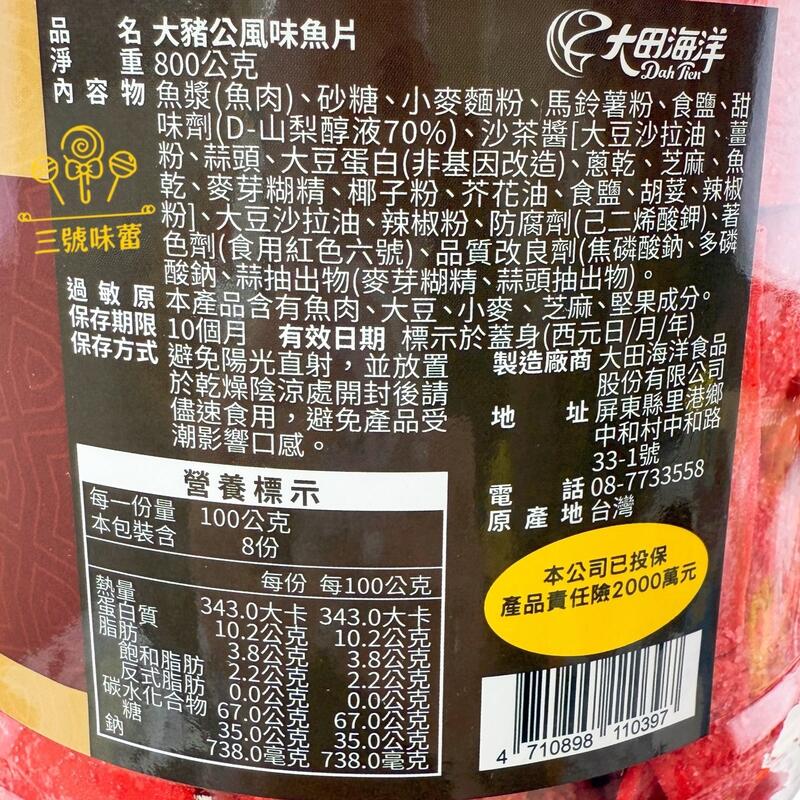 品名 大豬公風味魚片
淨重 800公克
內容物 魚漿(魚肉)、砂糖、小麥麵粉、馬鈴薯粉、食鹽、甜
味劑(D-山梨醇液70%)、沙茶醬[大豆沙拉油、薑
粉、蒜頭、大豆蛋白(非基因改造)、蔥乾、芝麻、魚
乾、麥芽糊精、椰子粉、芥花油、食鹽、胡荽、辣椒
粉]、大豆沙拉油、辣椒粉、防腐劑(己二烯酸鉀)、著
色劑(食用紅色六號)、品質改良劑(焦磷酸鈉、多磷
酸鈉、蒜抽出物(麥芽糊精、蒜頭抽出物)。
過敏原 本產品含有魚肉、大豆、小麥、芝麻、堅果成分。
保存期限 10個月 有效日期 標示於蓋身(西元日/月/年)
保存方式 避免陽光直射，並放置
於乾燥陰涼處開封後請
儘速食用，避免產品受
潮影響口感。
製造廠商 大田海洋食品
股份有限公司
地址 屏東縣里港鄉
中和村中和路
33-1號
電話 08-7733558
原產地 台灣
大田海洋
Dah Tien
三號味蕾
營養標示
每一份量 100公克
本包裝含 8份
每份 每100公克
熱量 343.0大卡 343.0大卡
蛋白質 10.2公克 10.2公克
脂肪 3.8公克 3.8公克
飽和脂肪 2.2公克 2.2公克
反式脂肪 0.0公克 0.0公克
碳水化合物 67.0公克 67.0公克
糖 35.0公克 35.0公克
鈉 738.0毫克 738.0毫克
本公司已投保
產品責任險2000萬元
4 710898 110397